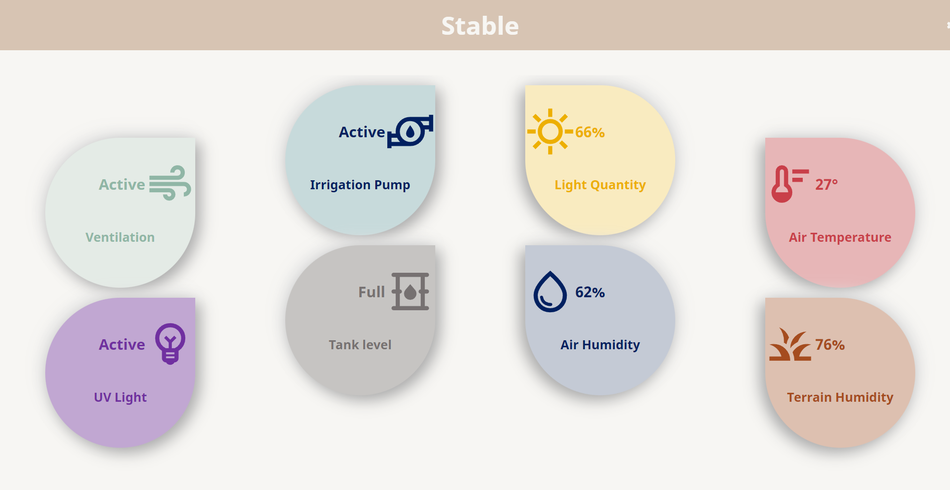 Stable
Active
Ventilation
Active
UV Light
Active
Irrigation Pump
Full
Tank level
66%
Light Quantity
62%
Air Humidity
27°
Air Temperature
76%
Terrain Humidity